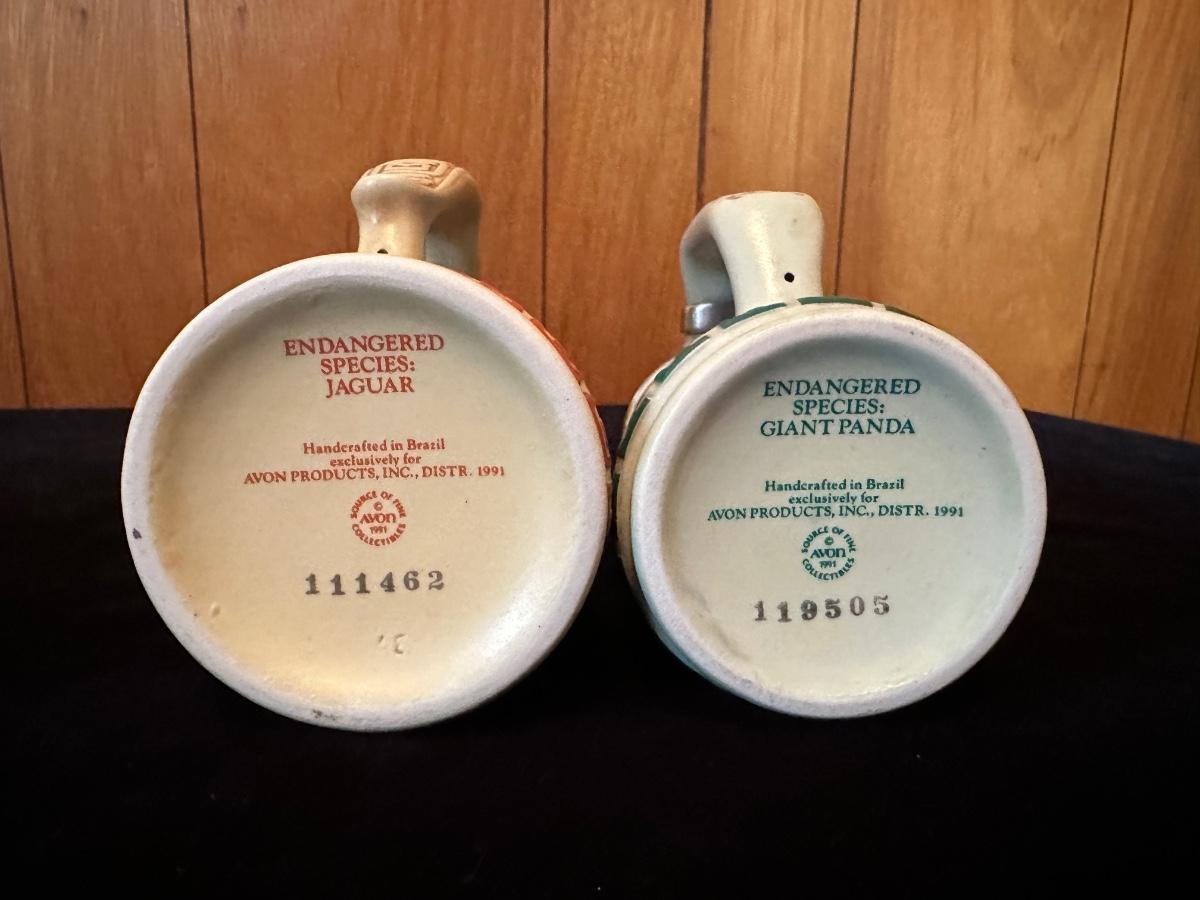 ENDANGERED
SPECIES:
JAGUAR
Handcrafted in Brazil
exclusively for
AVON PRODUCTS, INC., DISTR. 1991
SOURCE OF FINE
©
AVON
1991
COLLECTIBLES
111462
ENDANGERED
SPECIES:
GIANT PANDA
Handcrafted in Brazil
exclusively for
AVON PRODUCTS, INC., DISTR. 1991
SOURCE OF FINE
©
AVON
1991
COLLECTIBLES
119505